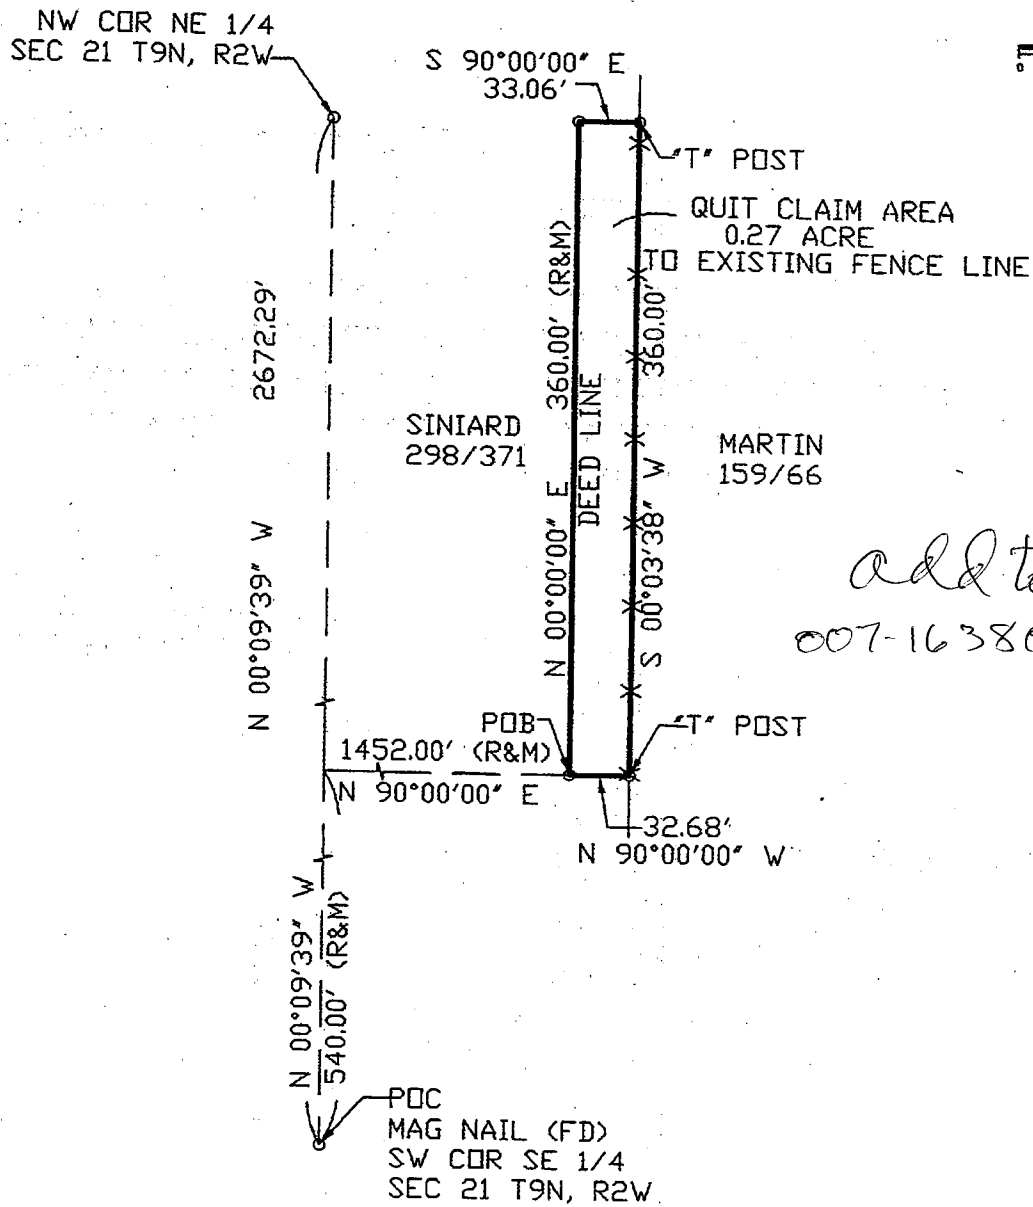 NW COR NE 1/4
SEC 21 T9N, R2W
S 90°00'00" E
33.06'
"T" POST
QUIT CLAIM AREA
0.27 ACRE
TO EXISTING FENCE LINE
2672.29'
N 00°09'39" W
360.00' (R&M)
DEED LINE
N 00°00'00" E
360.00'
S 00°03'38" W
SINIARD
298/371
MARTIN
159/66
add
007-1638
POB
"T" POST
1452.00' (R&M)
N 90°00'00" E
32.68'
N 90°00'00" W
N 00°09'39" W
540.00' (R&M)
POC
MAG NAIL (FD)
SW COR SE 1/4
SEC 21 T9N, R2W